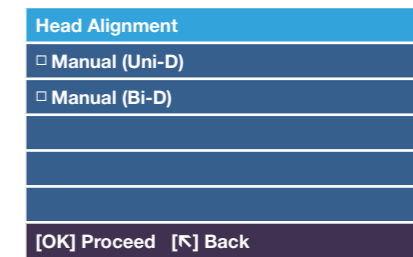 Head Alignment
□ Manual (Uni-D)
□ Manual (Bi-D)
[OK] Proceed [↖] Back